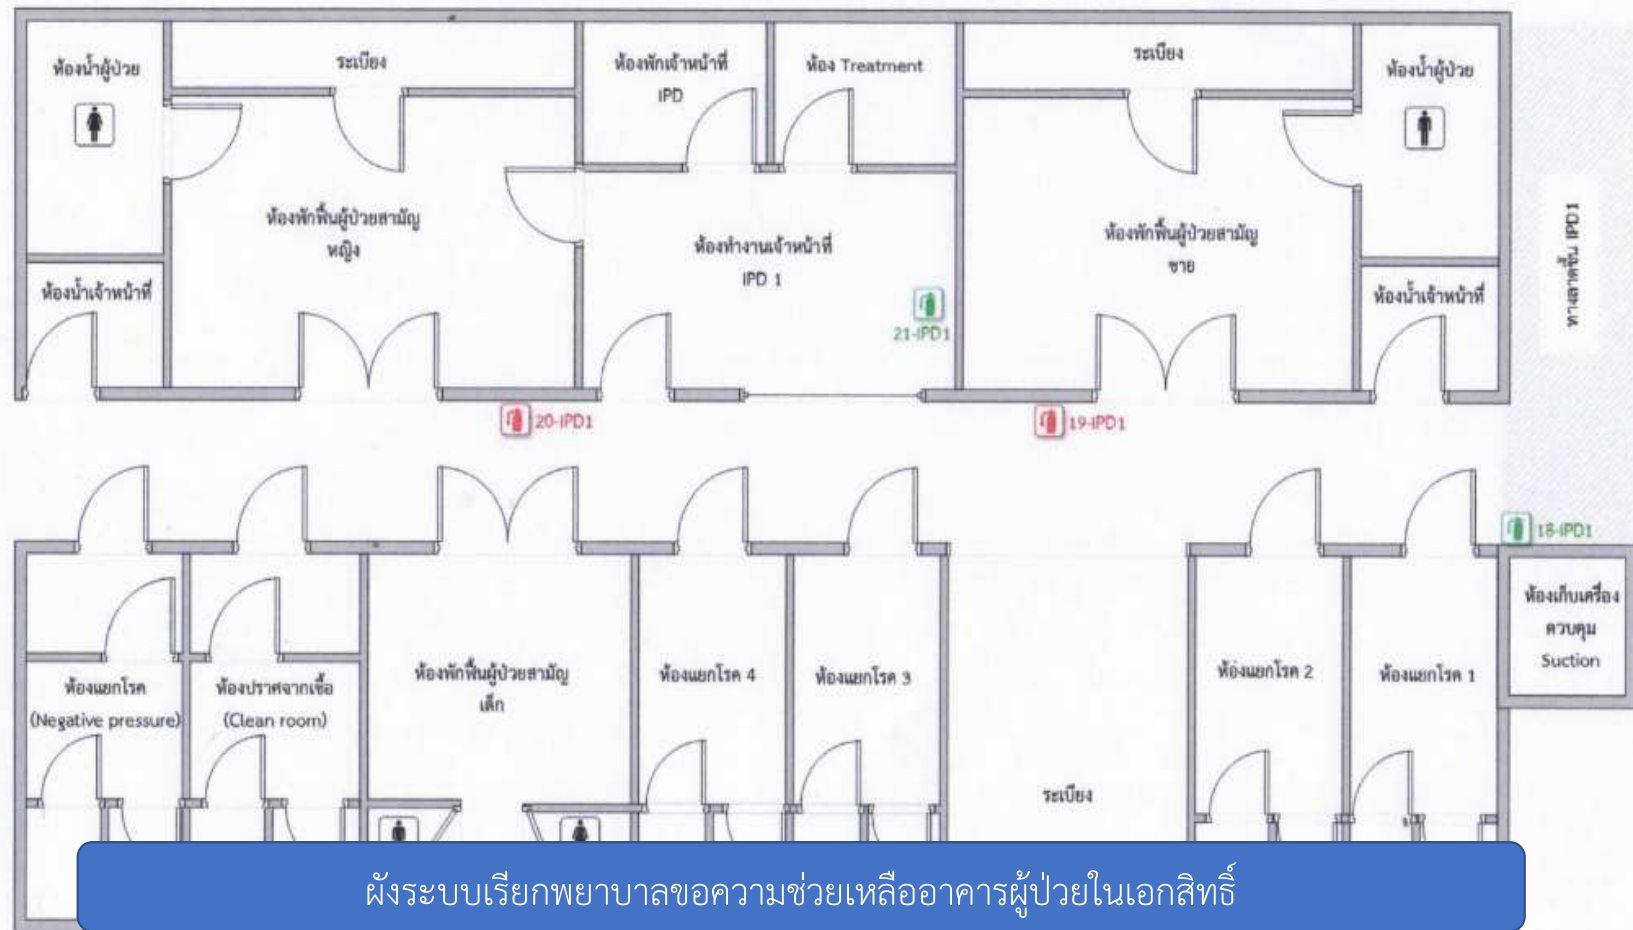 ห้องน้ำผู้ป่วย
ระเบียง
ห้องพักเจ้าหน้าที่
IPD
ห้อง Treatment
ระเบียง
ห้องน้ำผู้ป่วย
ห้องพักฟื้นผู้ป่วยสามัญ
หญิง
ห้องทำงานเจ้าหน้าที่
IPD 1
ห้องพักฟื้นผู้ป่วยสามัญ
ชาย
ทางลาดขึ้น IPD1
ห้องน้ำเจ้าหน้าที่
21-IPD1
ห้องน้ำเจ้าหน้าที่
20-IPD1
19-IPD1
18-IPD1
ห้องเก็บเครื่อง
ควบคุม
Suction
ห้องแยกโรค
(Negative pressure)
ห้องปราศจากเชื้อ
(Clean room)
ห้องพักฟื้นผู้ป่วยสามัญ
เด็ก
ห้องแยกโรค 4
ห้องแยกโรค 3
ห้องแยกโรค 2
ห้องแยกโรค 1
ระเบียง
ผังระบบเรียกพยาบาลขอความช่วยเหลืออาคารผู้ป่วยในเอกสิทธิ์